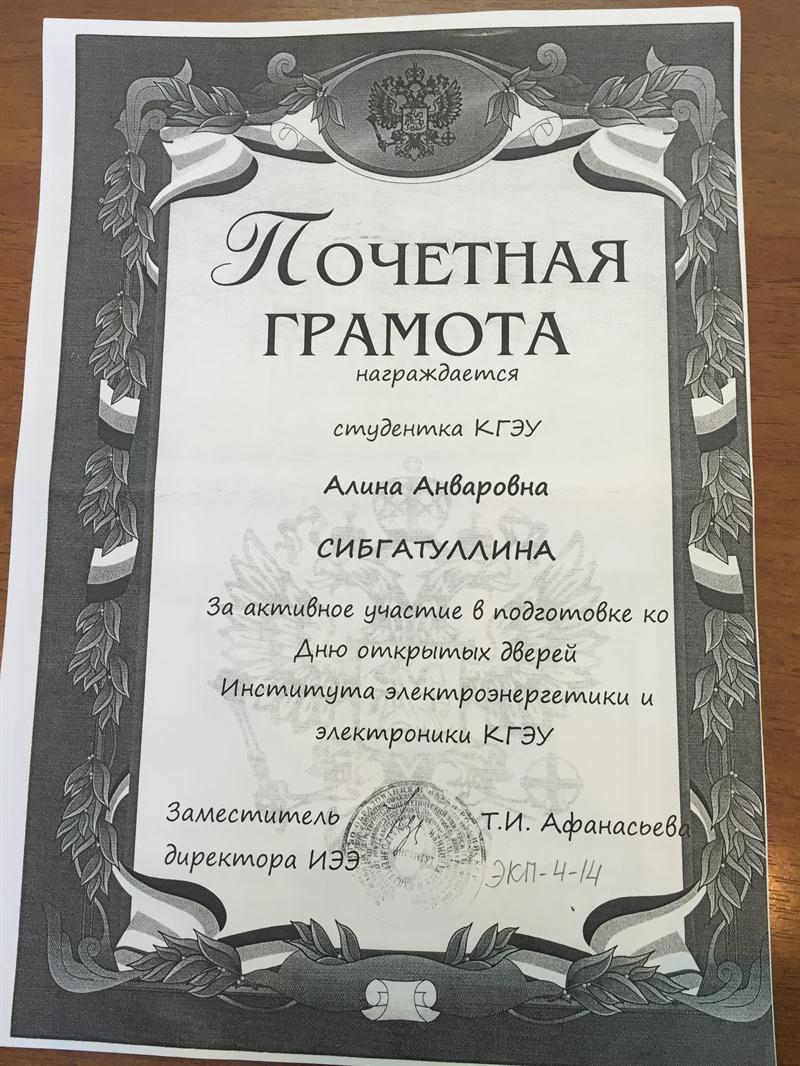 Почетная
ГРАМОТА
награждается
студентка КГЭУ
Алина Анваровна
СИБГАТУЛЛИНА
За активное участие в подготовке ко
Дню открытых дверей
Института электроэнергетики и
электроники КГЭУ
Заместитель
директора ИЭЭ
Т.И. Афанасьева
ЭКП-4-14